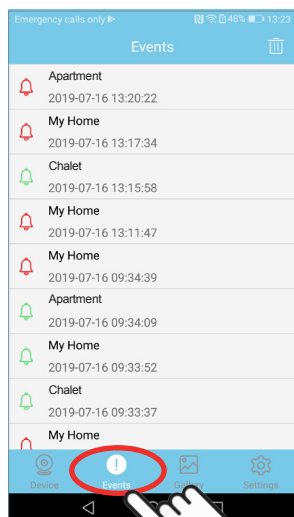 Emergency calls only 48% 13:23
Events
Apartment
2019-07-16 13:20:22
My Home
2019-07-16 13:17:34
Chalet
2019-07-16 13:15:58
My Home
2019-07-16 13:11:47
My Home
2019-07-16 09:34:39
Apartment
2019-07-16 09:34:09
My Home
2019-07-16 09:33:52
Chalet
2019-07-16 09:33:37
My Home
Device Events Gallery Settings